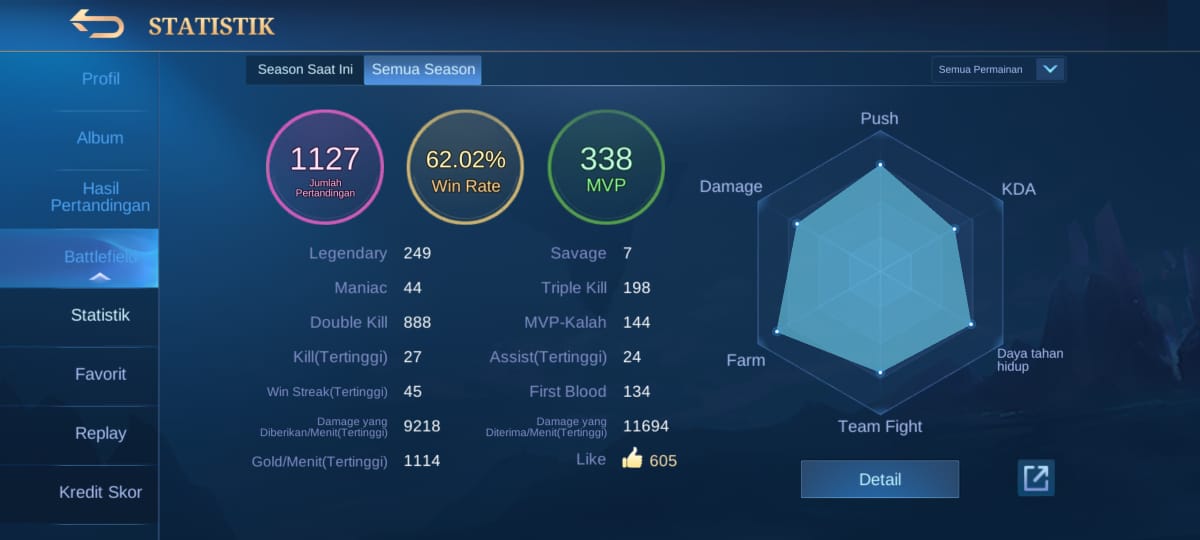 STATISTIK
Season Saat Ini
Semua Season
Semua Permainan
Profil
Album
Hasil
Pertandingan
Battlefield
Statistik
Favorit
Replay
Kredit Skor
1127
Jumlah
Pertandingan
62.02%
Win Rate
338
MVP
Legendary 249
Savage 7
Maniac 44
Triple Kill 198
Double Kill 888
MVP-Kalah 144
Kill(Tertinggi) 27
Assist(Tertinggi) 24
Win Streak(Tertinggi) 45
First Blood 134
Damage yang
Diberikan/Menit(Tertinggi) 9218
Damage yang
Diterima/Menit(Tertinggi) 11694
Gold/Menit(Tertinggi) 1114
Like 605
Push
Damage
KDA
Farm
Daya tahan
hidup
Team Fight
Detail